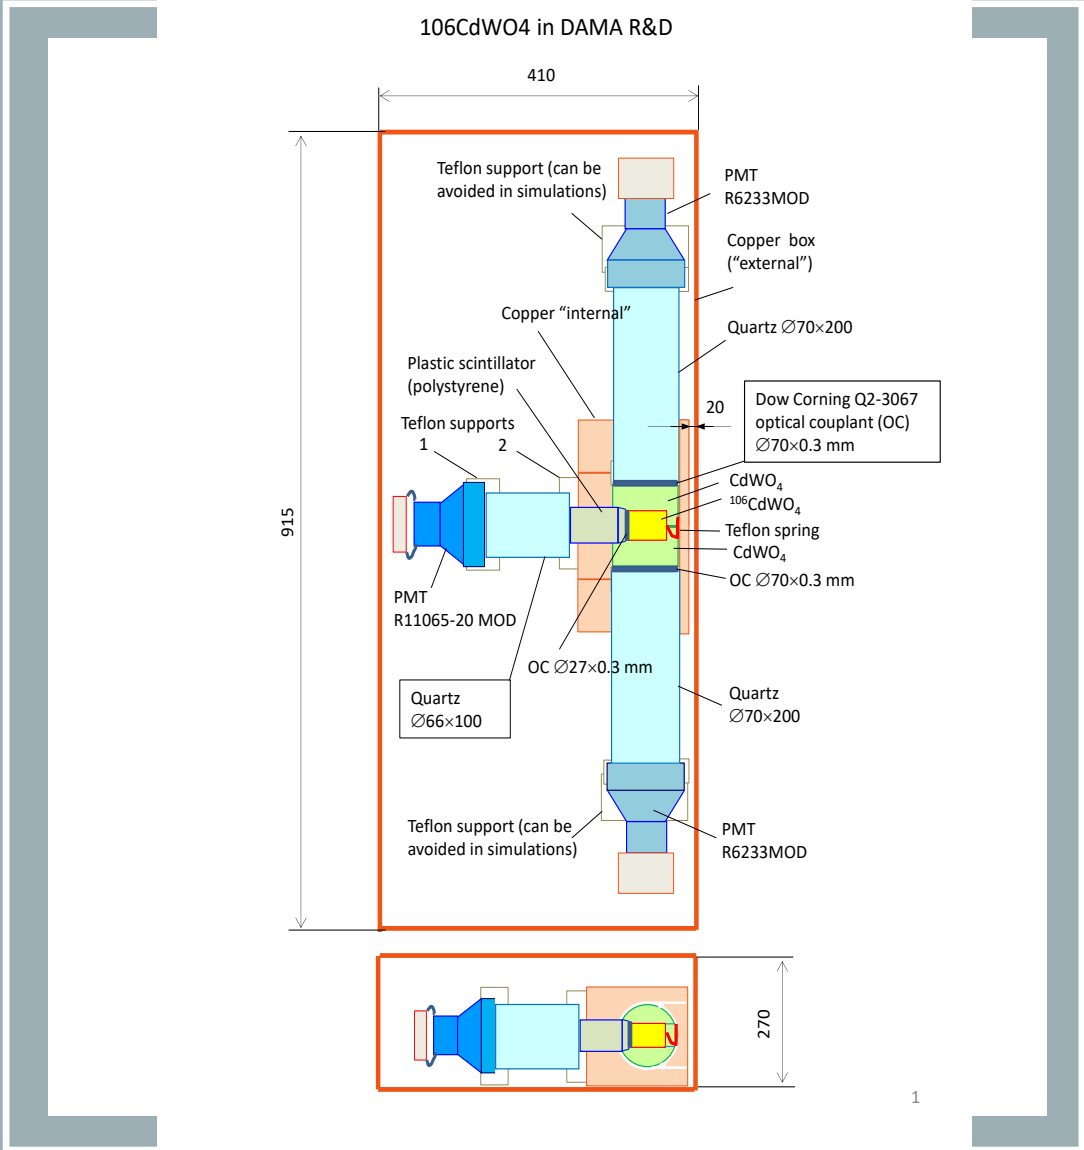 106CdWO4 in DAMA R&D
410
Teflon support (can be
avoided in simulations)
PMT
R6233MOD
Copper box
(“external”)
Copper “internal”
Quartz ∅70×200
Plastic scintillator
(polystyrene)
20
Dow Corning Q2-3067
optical couplant (OC)
∅70×0.3 mm
Teflon supports
1
2
CdWO₄
¹⁰⁶CdWO₄
Teflon spring
CdWO₄
915
OC ∅70×0.3 mm
PMT
R11065-20 MOD
OC ∅27×0.3 mm
Quartz
∅66×100
Quartz
∅70×200
Teflon support (can be
avoided in simulations)
PMT
R6233MOD
270
1